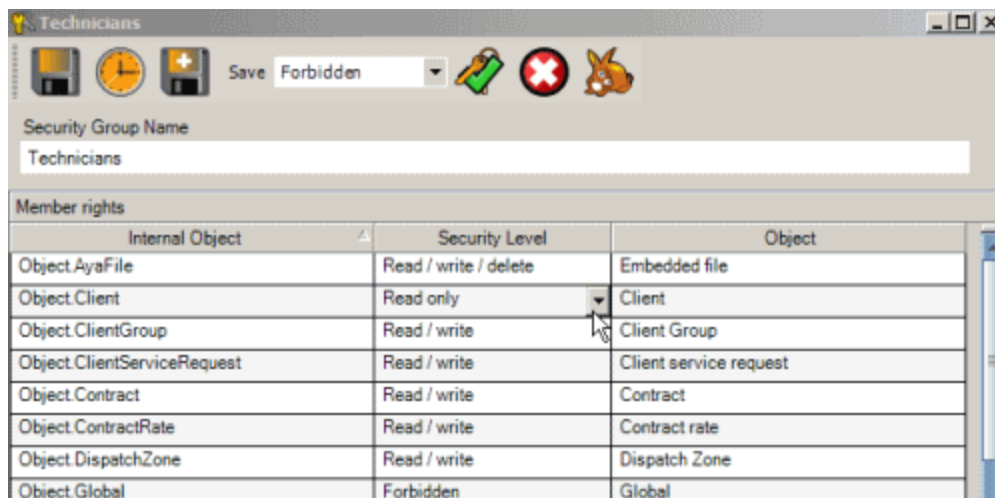 Technicians
Save Forbidden
Security Group Name
Technicians
Member rights
Internal Object Security Level Object
Object.AyaFile Read / write / delete Embedded file
Object.Client Read only Client
Object.ClientGroup Read / write Client Group
Object.ClientServiceRequest Read / write Client service request
Object.Contract Read / write Contract
Object.ContractRate Read / write Contract rate
Object.DispatchZone Read / write Dispatch Zone
Object.Global Forbidden Global